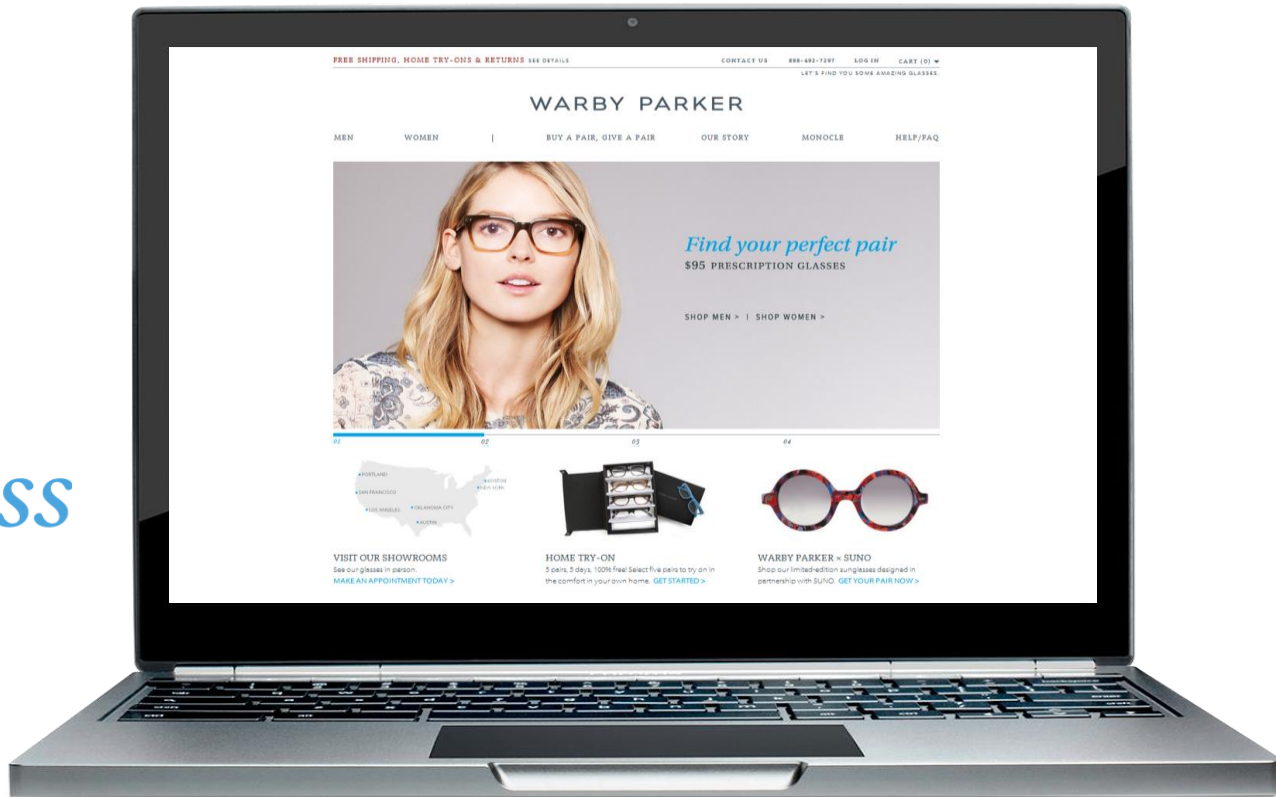 FREE SHIPPING, HOME TRY-ONS & RETURNS SEE DETAILS
CONTACT US 888-492-7297 LOG IN CART (0)
LET'S FIND YOU SOME AMAZING GLASSES.
WARBY PARKER
MEN WOMEN | BUY A PAIR, GIVE A PAIR OUR STORY MONOCLE HELP/FAQ
Find your perfect pair
$95 PRESCRIPTION GLASSES
SHOP MEN > | SHOP WOMEN >
01 02 03 04
ss
PORTLAND
SAN FRANCISCO
LOS ANGELES
OKLAHOMA CITY
AUSTIN
VISIT OUR SHOWROOMS
See our glasses in person.
MAKE AN APPOINTMENT TODAY >
HOME TRY-ON
5 pairs, 5 days, 100% free! Select five pairs to try on in
the comfort in your own home. GET STARTED >
WARBY PARKER × SUNO
Shop our limited-edition sunglasses designed in
partnership with SUNO. GET YOUR PAIR NOW >